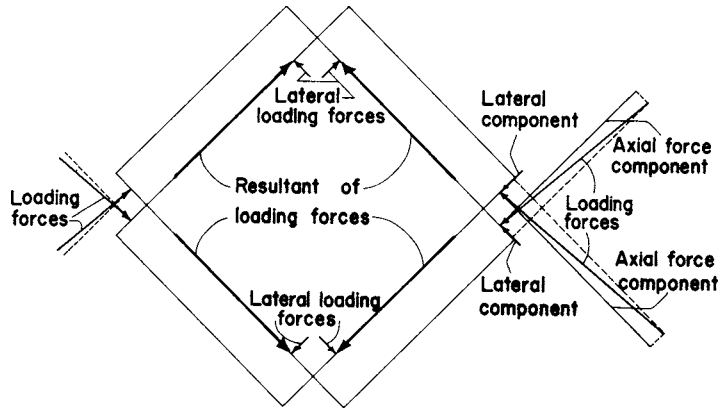 Lateral
loading forces
Lateral
component
Axial force
component
Loading
forces
Resultant of
loading forces
Loading
forces
Axial force
component
Lateral
component
Lateral loading
forces